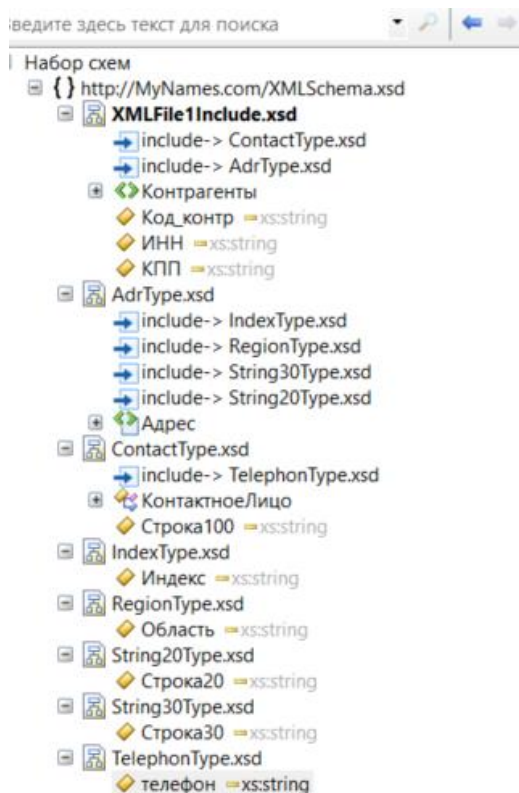 ведите здесь текст для поиска
Набор схем
{ } http://MyNames.com/XMLSchema.xsd
XMLFile1Include.xsd
include-> ContactType.xsd
include-> AdrType.xsd
Контрагенты
Код_контр xs:string
ИНН xs:string
КПП xs:string
AdrType.xsd
include-> IndexType.xsd
include-> RegionType.xsd
include-> String30Type.xsd
include-> String20Type.xsd
Адрес
ContactType.xsd
include-> TelephonType.xsd
КонтактноеЛицо
Строка100 xs:string
IndexType.xsd
Индекс xs:string
RegionType.xsd
Область xs:string
String20Type.xsd
Строка20 xs:string
String30Type.xsd
Строка30 xs:string
TelephonType.xsd
телефон xs:string